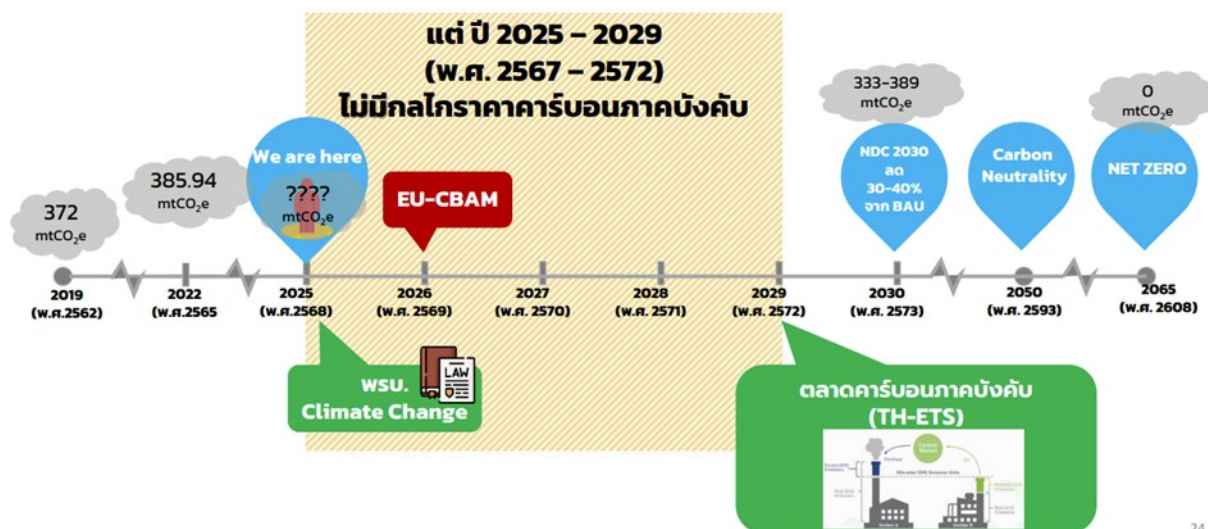 แต่ ปี 2025 – 2029
(พ.ศ. 2567 – 2572)
ไม่มีกลไกราคาคาร์บอนภาคบังคับ
372
mtCO₂e
385.94
mtCO₂e
We are here
????
mtCO₂e
EU-CBAM
333-389
mtCO₂e
NDC 2030
ลด
30-40%
จาก BAU
Carbon
Neutrality
0
mtCO₂e
NET ZERO
2019
(พ.ศ.2562)
2022
(พ.ศ.2565
2025
(พ.ศ.2568)
2026
(พ.ศ. 2569)
2027
(พ.ศ. 2570)
2028
(พ.ศ. 2571)
2029
(พ.ศ. 2572)
2030
(พ.ศ. 2573)
2050
(พ.ศ. 2593)
2065
(พ.ศ. 2608)
พรบ.
Climate Change
LAW
ตลาดคาร์บอนภาคบังคับ
(TH-ETS)
Carbon
Market
24